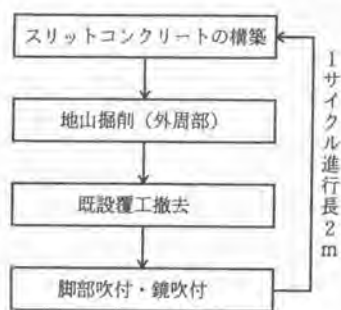 スリットコンクリートの構築
地山掘削（外周部）
既設覆工撤去
脚部吹付・鏡吹付
1サイクル進行長2m